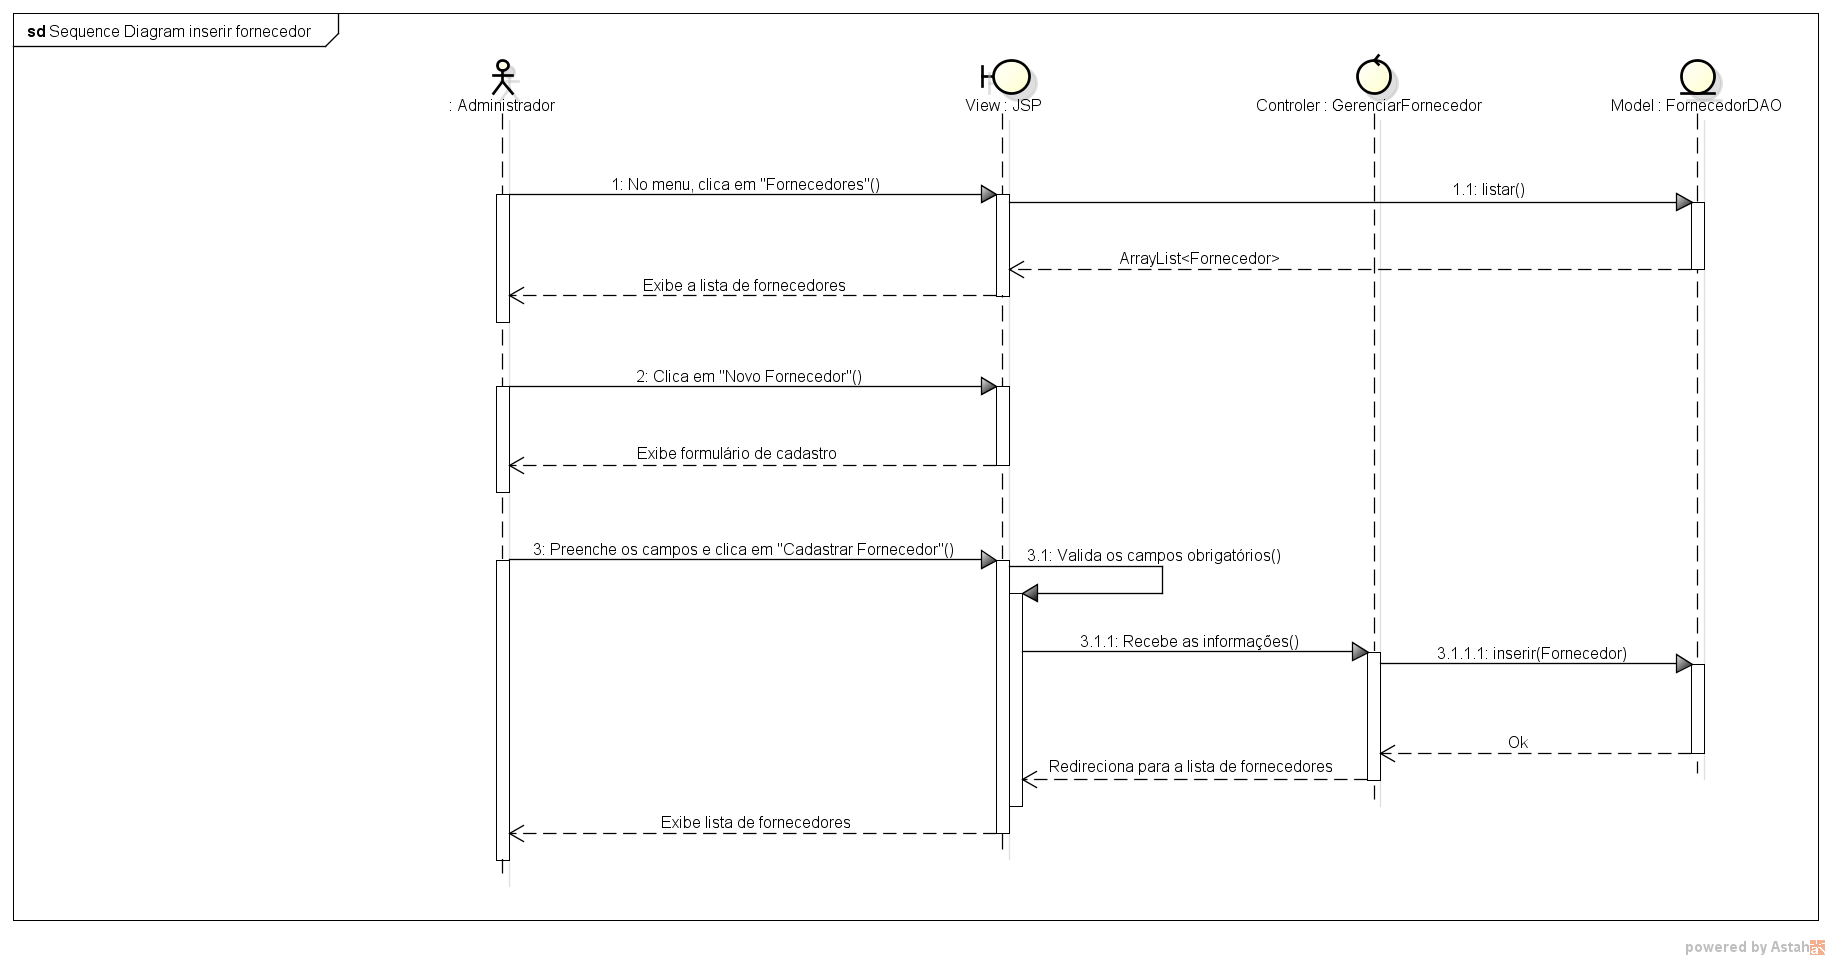 sd Sequence Diagram inserir fornecedor
: Administrador
View : JSP
Controler : GerenciarFornecedor
Model : FornecedorDAO
1: No menu, clica em "Fornecedores"()
1.1: listar()
ArrayList<Fornecedor>
Exibe a lista de fornecedores
2: Clica em "Novo Fornecedor"()
Exibe formulário de cadastro
3: Preenche os campos e clica em "Cadastrar Fornecedor"()
3.1: Valida os campos obrigatórios()
3.1.1: Recebe as informações()
3.1.1.1: inserir(Fornecedor)
Ok
Redireciona para a lista de fornecedores
Exibe lista de fornecedores
powered by Astah